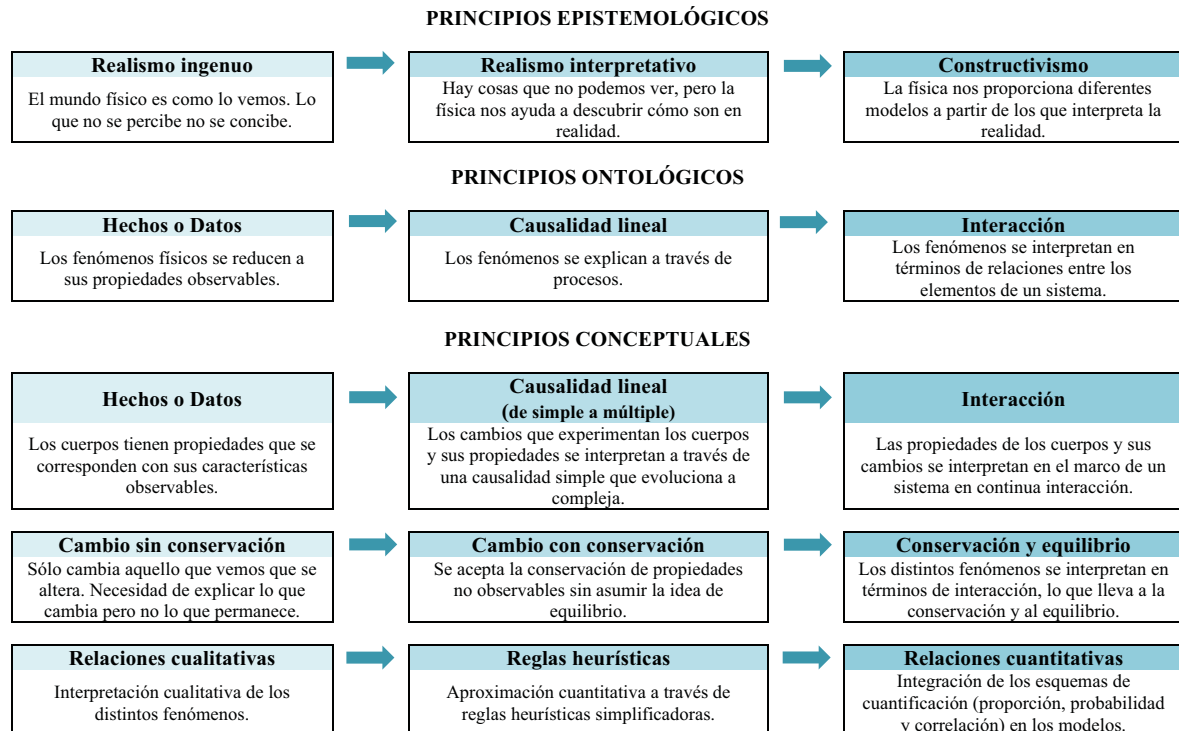 PRINCIPIOS EPISTEMOLÓGICOS
Realismo ingenuo
El mundo físico es como lo vemos. Lo
que no se percibe no se concibe.
Realismo interpretativo
Hay cosas que no podemos ver, pero la
física nos ayuda a descubrir cómo son en
realidad.
Constructivismo
La física nos proporciona diferentes
modelos a partir de los que interpreta la
realidad.
PRINCIPIOS ONTOLÓGICOS
Hechos o Datos
Los fenómenos físicos se reducen a
sus propiedades observables.
Causalidad lineal
Los fenómenos se explican a través de
procesos.
Interacción
Los fenómenos se interpretan en
términos de relaciones entre los
elementos de un sistema.
PRINCIPIOS CONCEPTUALES
Hechos o Datos
Los cuerpos tienen propiedades que se
corresponden con sus características
observables.
Causalidad lineal
(de simple a múltiple)
Los cambios que experimentan los cuerpos
y sus propiedades se interpretan a través de
una causalidad simple que evoluciona a
compleja.
Interacción
Las propiedades de los cuerpos y sus
cambios se interpretan en el marco de un
sistema en continua interacción.
Cambio sin conservación
Sólo cambia aquello que vemos que se
altera. Necesidad de explicar lo que
cambia pero no lo que permanece.
Cambio con conservación
Se acepta la conservación de propiedades
no observables sin asumir la idea de
equilibrio.
Conservación y equilibrio
Los distintos fenómenos se interpretan en
términos de interacción, lo que lleva a la
conservación y al equilibrio.
Relaciones cualitativas
Interpretación cualitativa de los
distintos fenómenos.
Reglas heurísticas
Aproximación cuantitativa a través de
reglas heurísticas simplificadoras.
Relaciones cuantitativas
Integración de los esquemas de
cuantificación (proporción, probabilidad
y correlación) en los modelos.